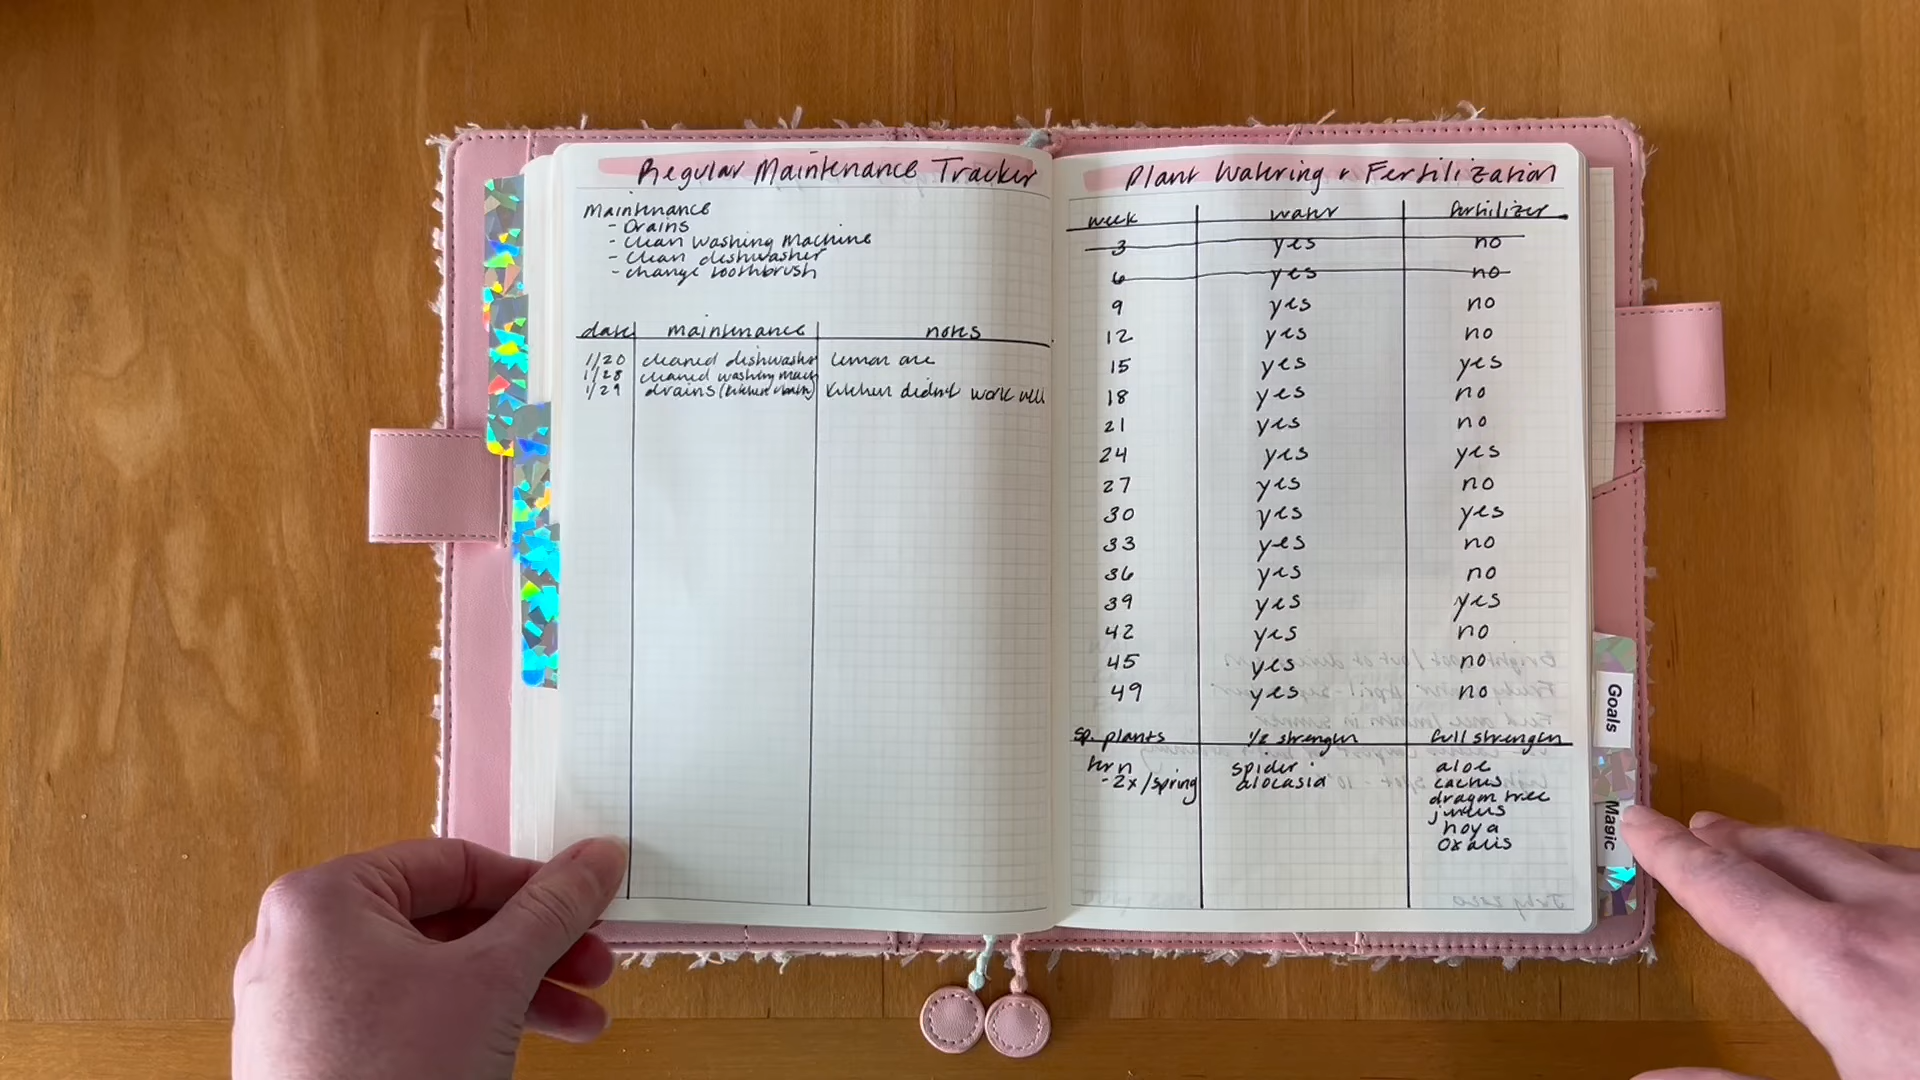 Regular Maintenance Tracker
Maintenance
- Drains
- Clean Washing Machine
- Clean dishwasher
- change toothbrush
date maintenance notes
1/20 cleaned dishwasher
1/28 cleaned washing mach
1/29 drains (kitchen) kitchen didn't work well
Plant Watering & Fertilization
week water fertilizer
3 yes no
6 yes no
9 yes no
12 yes no
15 yes yes
18 yes no
21 yes no
24 yes yes
27 yes no
30 yes yes
33 yes no
36 yes no
39 yes yes
42 yes no
45 yes no
49 yes no
sp. plants 1/2 strength full strength
fern spider aloe
- 2x/spring alocasia cactus
dragon tree
hoya
oxalis
Goals
Magic